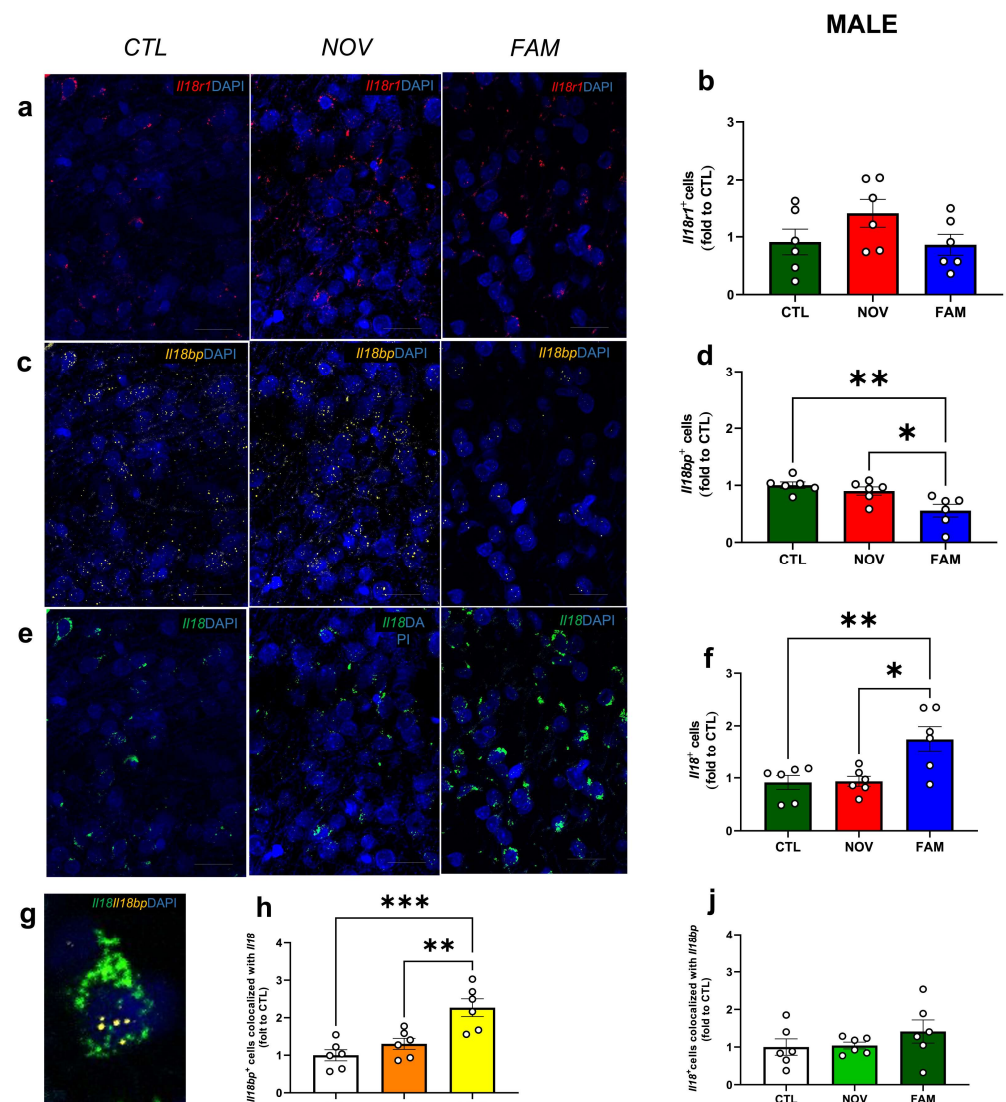 MALE
CTL NOV FAM
a
Il18r1DAPI Il18r1DAPI Il18r1DAPI
b
3
2
1
0
Il18r1+ cells
(fold to CTL)
CTL NOV FAM
c
Il18bpDAPI Il18bpDAPI Il18bpDAPI
d
**
*
3
2
1
0
Il18bp+ cells
(fold to CTL)
CTL NOV FAM
e
Il18DAPI Il18DA
PI
Il18DAPI
f
**
*
3
2
1
0
Il18+ cells
(fold to CTL)
CTL NOV FAM
g
Il18Il18bpDAPI
h
***
**
4
3
2
1
0
Il18bp+ cells colocalized with Il18
(folt to CTL)
j
4
3
2
1
0
Il18+cells colocalized with Il18bp
(fold to CTL)
CTL NOV FAM